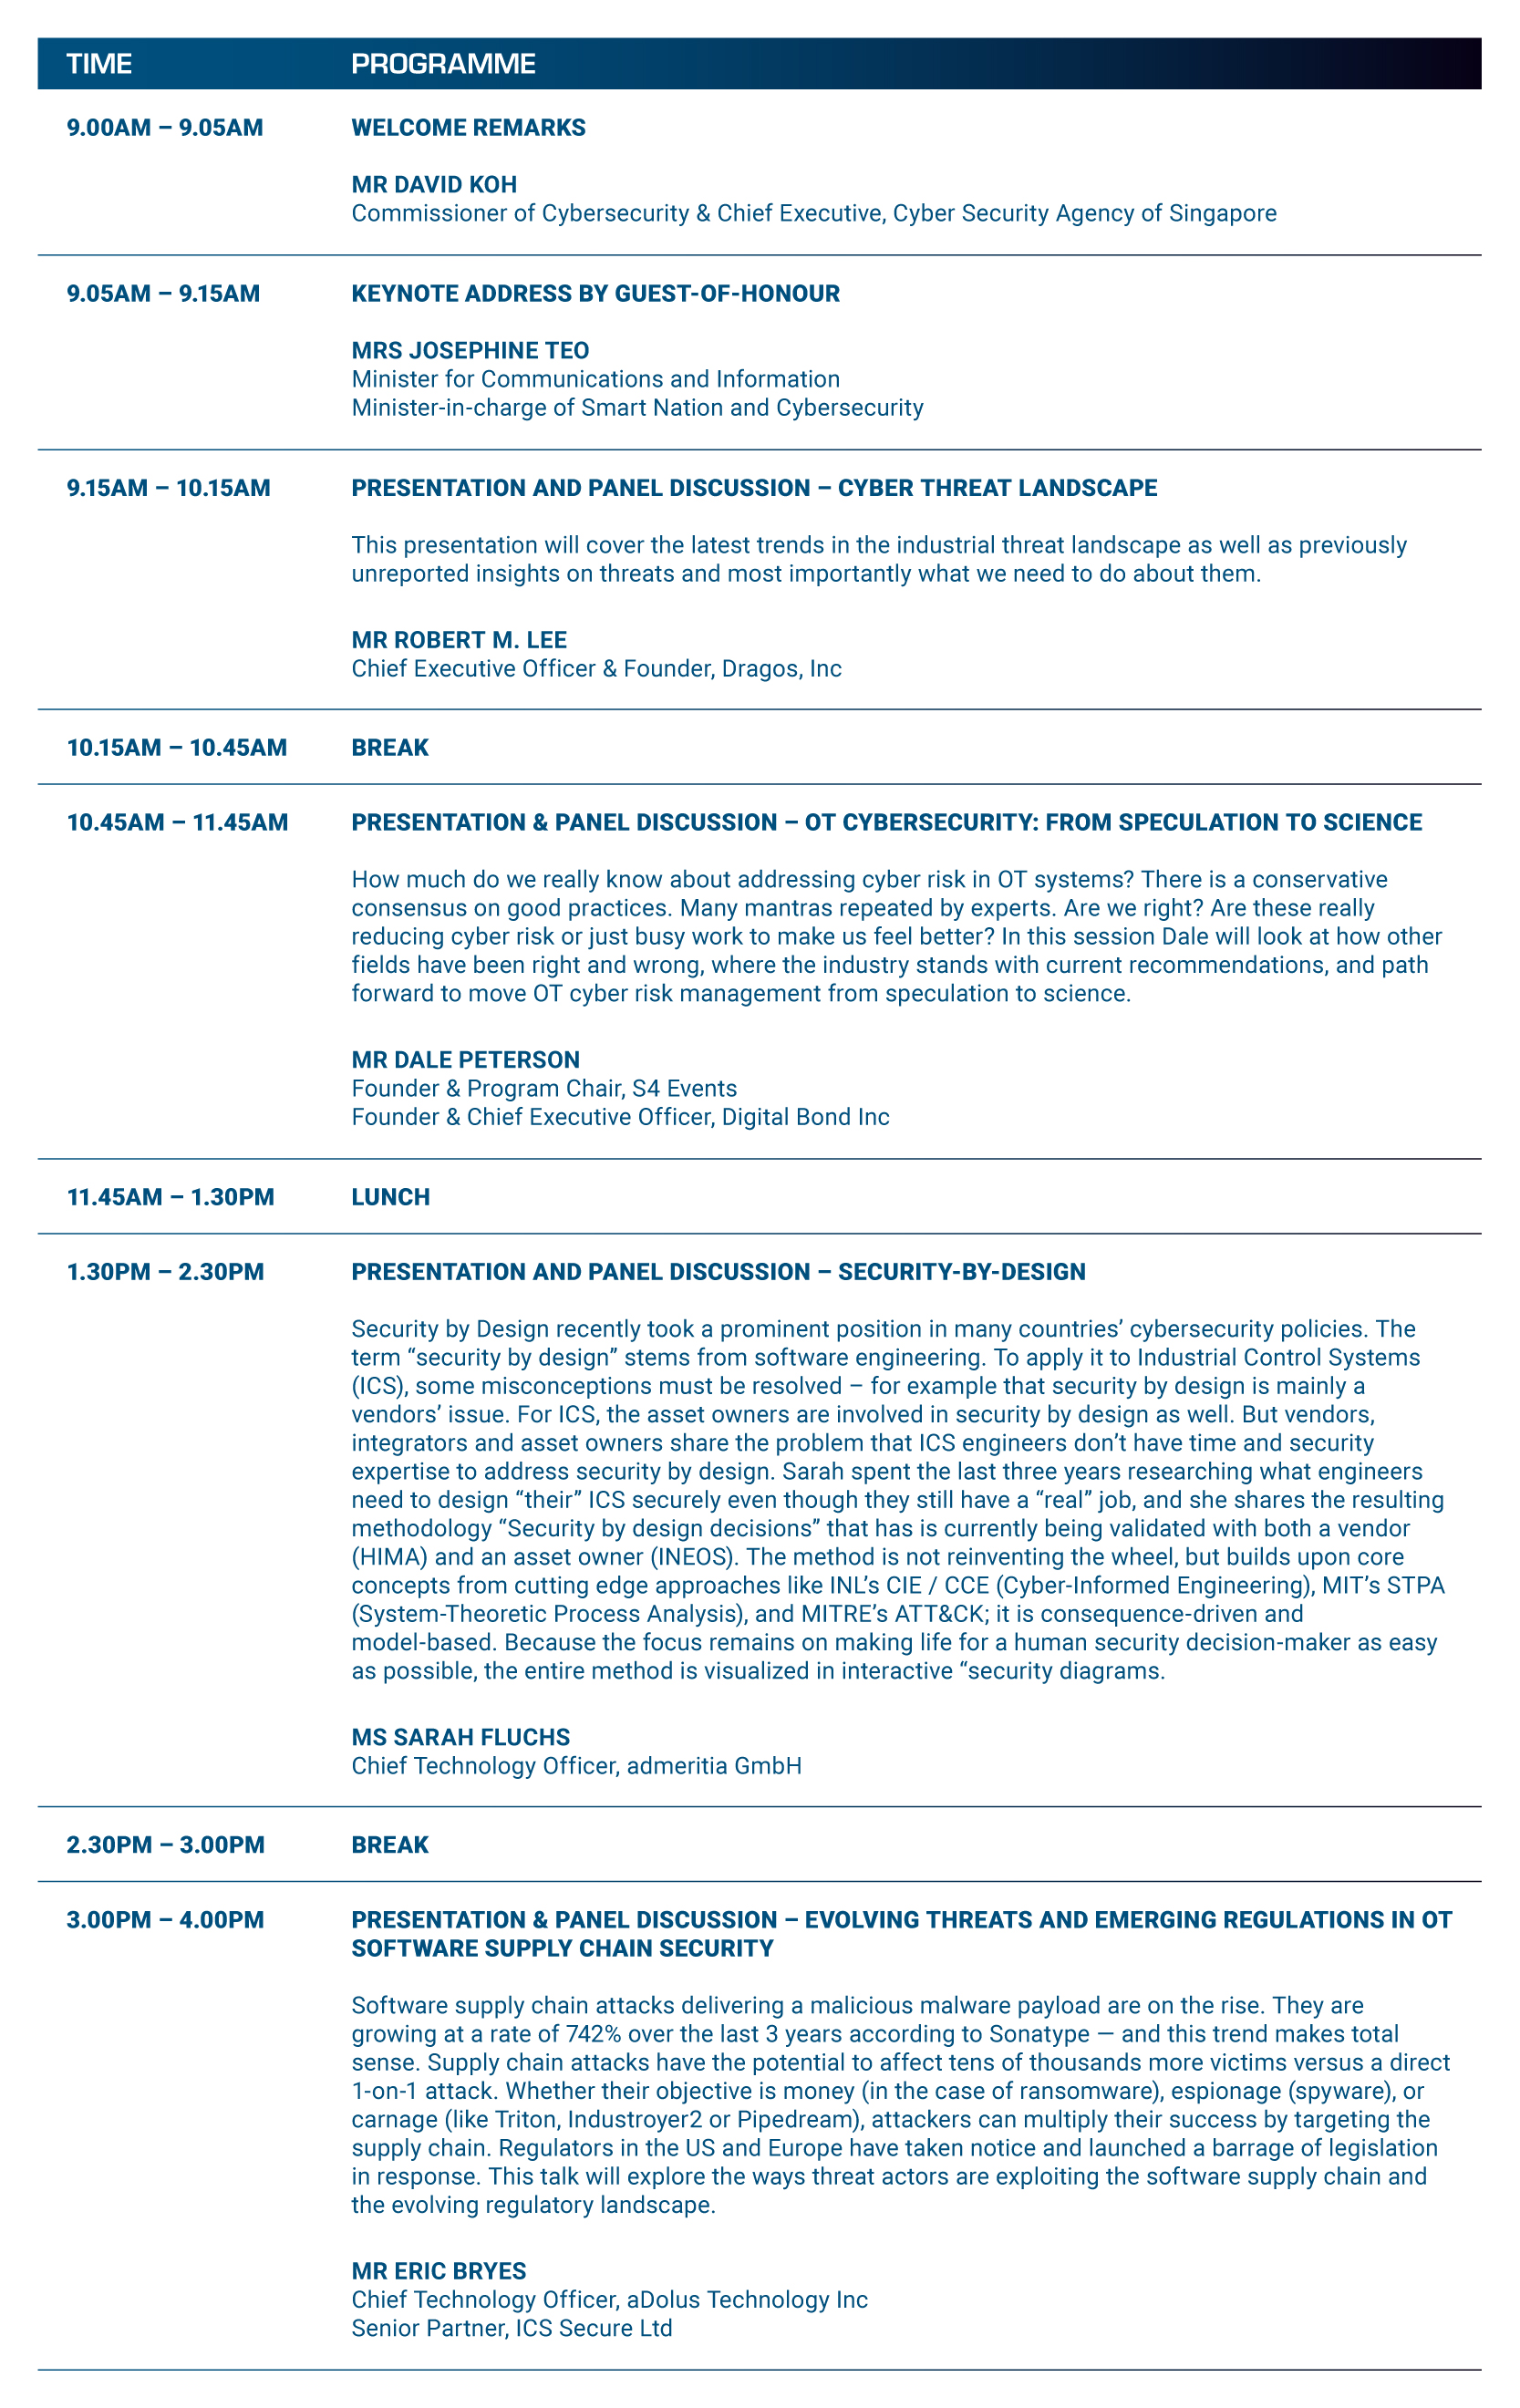 TIME PROGRAMME
9.00AM – 9.05AM WELCOME REMARKS
MR DAVID KOH
Commissioner of Cybersecurity & Chief Executive, Cyber Security Agency of Singapore
9.05AM – 9.15AM KEYNOTE ADDRESS BY GUEST-OF-HONOUR
MRS JOSEPHINE TEO
Minister for Communications and Information
Minister-in-charge of Smart Nation and Cybersecurity
9.15AM – 10.15AM PRESENTATION AND PANEL DISCUSSION – CYBER THREAT LANDSCAPE
This presentation will cover the latest trends in the industrial threat landscape as well as previously
unreported insights on threats and most importantly what we need to do about them.
MR ROBERT M. LEE
Chief Executive Officer & Founder, Dragos, Inc
10.15AM – 10.45AM BREAK
10.45AM – 11.45AM PRESENTATION & PANEL DISCUSSION – OT CYBERSECURITY: FROM SPECULATION TO SCIENCE
How much do we really know about addressing cyber risk in OT systems? There is a conservative
consensus on good practices. Many mantras repeated by experts. Are we right? Are these really
reducing cyber risk or just busy work to make us feel better? In this session Dale will look at how other
fields have been right and wrong, where the industry stands with current recommendations, and path
forward to move OT cyber risk management from speculation to science.
MR DALE PETERSON
Founder & Program Chair, S4 Events
Founder & Chief Executive Officer, Digital Bond Inc
11.45AM – 1.30PM LUNCH
1.30PM – 2.30PM PRESENTATION AND PANEL DISCUSSION – SECURITY-BY-DESIGN
Security by Design recently took a prominent position in many countries’ cybersecurity policies. The
term “security by design” stems from software engineering. To apply it to Industrial Control Systems
(ICS), some misconceptions must be resolved – for example that security by design is mainly a
vendors’ issue. For ICS, the asset owners are involved in security by design as well. But vendors,
integrators and asset owners share the problem that ICS engineers don’t have time and security
expertise to address security by design. Sarah spent the last three years researching what engineers
need to design “their” ICS securely even though they still have a “real” job, and she shares the resulting
methodology “Security by design decisions” that has is currently being validated with both a vendor
(HIMA) and an asset owner (INEOS). The method is not reinventing the wheel, but builds upon core
concepts from cutting edge approaches like INL’s CIE / CCE (Cyber-Informed Engineering), MIT’s STPA
(System-Theoretic Process Analysis), and MITRE’s ATT&CK; it is consequence-driven and
model-based. Because the focus remains on making life for a human security decision-maker as easy
as possible, the entire method is visualized in interactive “security diagrams.
MS SARAH FLUCHS
Chief Technology Officer, admeritia GmbH
2.30PM – 3.00PM BREAK
3.00PM – 4.00PM PRESENTATION & PANEL DISCUSSION – EVOLVING THREATS AND EMERGING REGULATIONS IN OT
SOFTWARE SUPPLY CHAIN SECURITY
Software supply chain attacks delivering a malicious malware payload are on the rise. They are
growing at a rate of 742% over the last 3 years according to Sonatype — and this trend makes total
sense. Supply chain attacks have the potential to affect tens of thousands more victims versus a direct
1-on-1 attack. Whether their objective is money (in the case of ransomware), espionage (spyware), or
carnage (like Triton, Industroyer2 or Pipedream), attackers can multiply their success by targeting the
supply chain. Regulators in the US and Europe have taken notice and launched a barrage of legislation
in response. This talk will explore the ways threat actors are exploiting the software supply chain and
the evolving regulatory landscape.
MR ERIC BRYES
Chief Technology Officer, aDolus Technology Inc
Senior Partner, ICS Secure Ltd